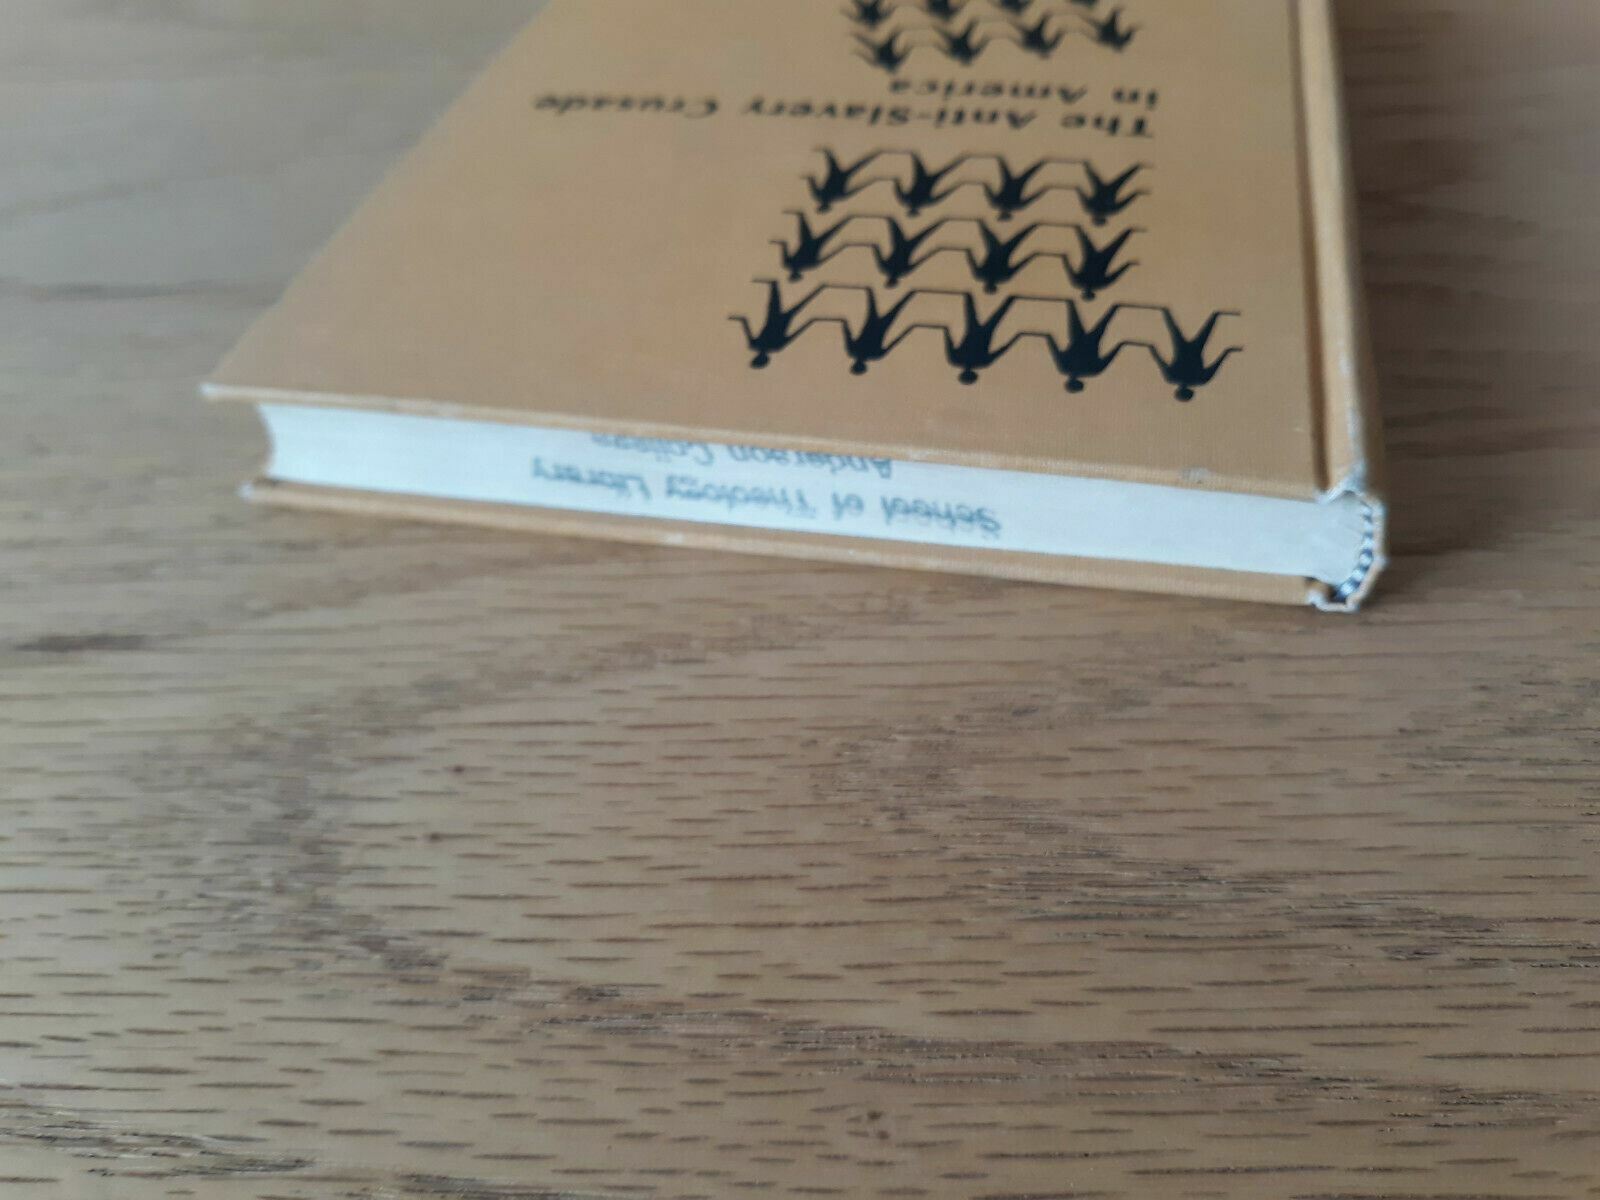 The Anti-Slavery Crusade
in America
School of Theology Library
Anderson College